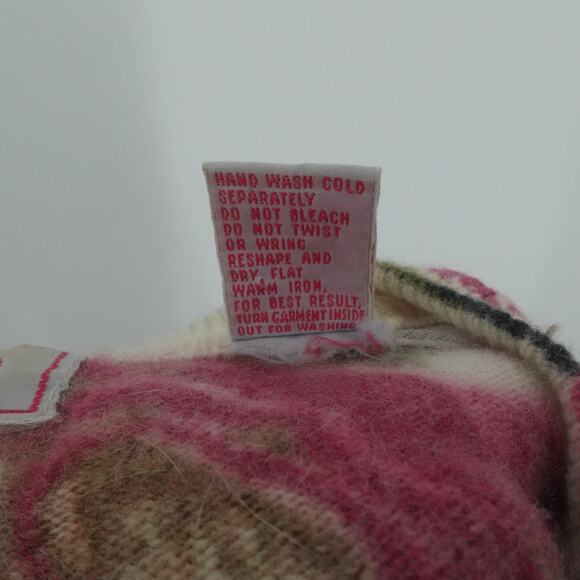 HAND WASH COLD
SEPARATELY
DO NOT BLEACH
DO NOT TWIST
OR WRING
RESHAPE AND
DRY, FLAT
WARM IRON,
FOR BEST RESULT,
TURN GARMENT INSIDE
OUT FOR WASHING